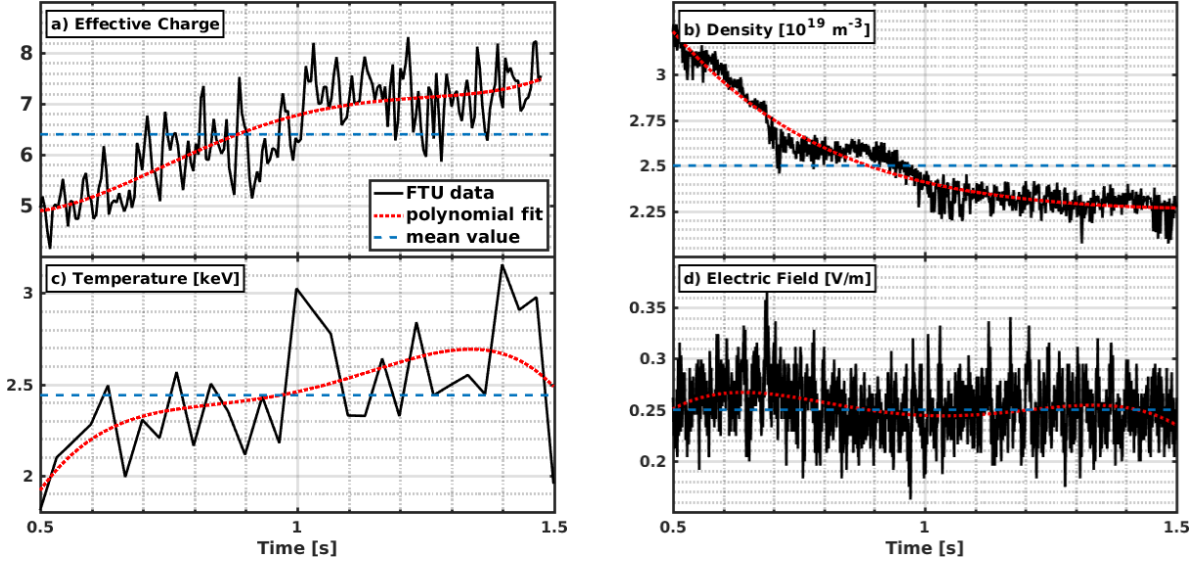 a) Effective Charge
8
7
6
5
FTU data
polynomial fit
mean value
b) Density [10¹⁹ m⁻³]
3
2.75
2.5
2.25
c) Temperature [keV]
3
2.5
2
0.5
1
1.5
Time [s]
d) Electric Field [V/m]
0.35
0.3
0.25
0.2
0.5
1
1.5
Time [s]